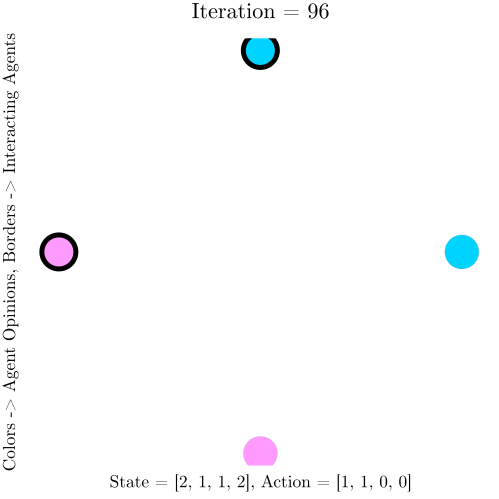 Iteration = 96
Colors -> Agent Opinions, Borders -> Interacting Agents
State = [2, 1, 1, 2], Action = [1, 1, 0, 0]